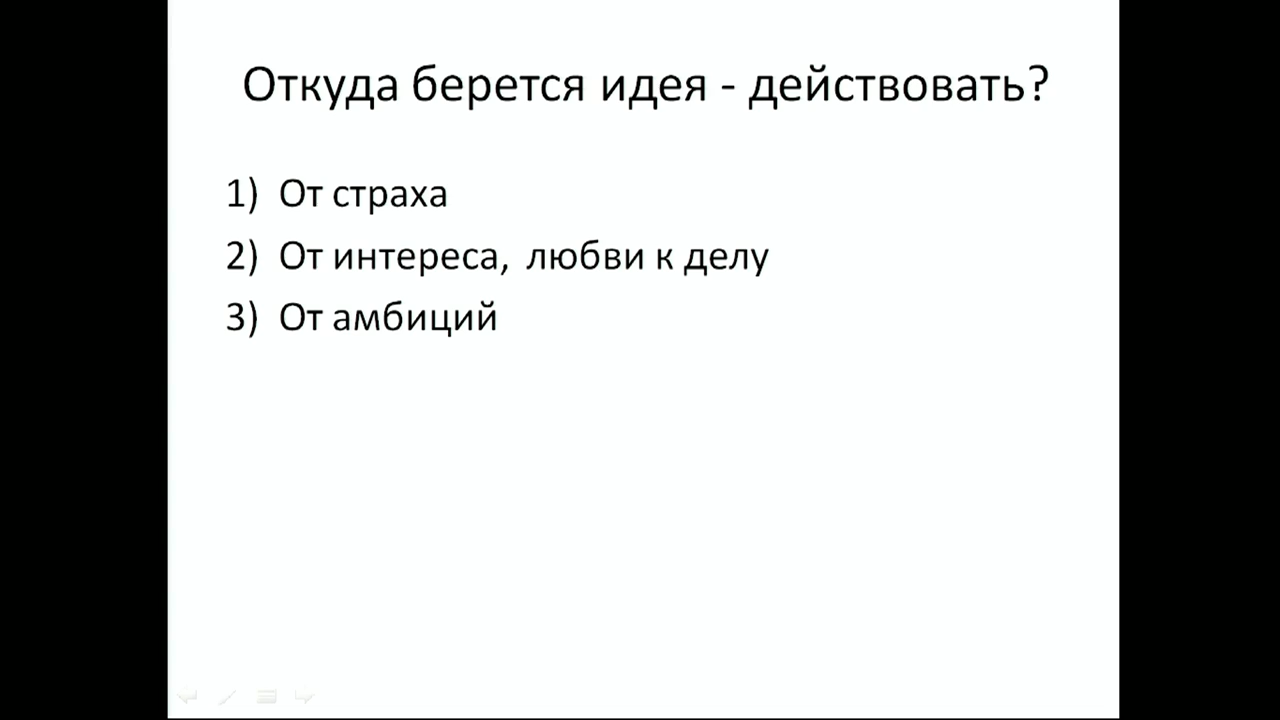 Откуда берется идея - действовать?
1) От страха
2) От интереса, любви к делу
3) От амбиций